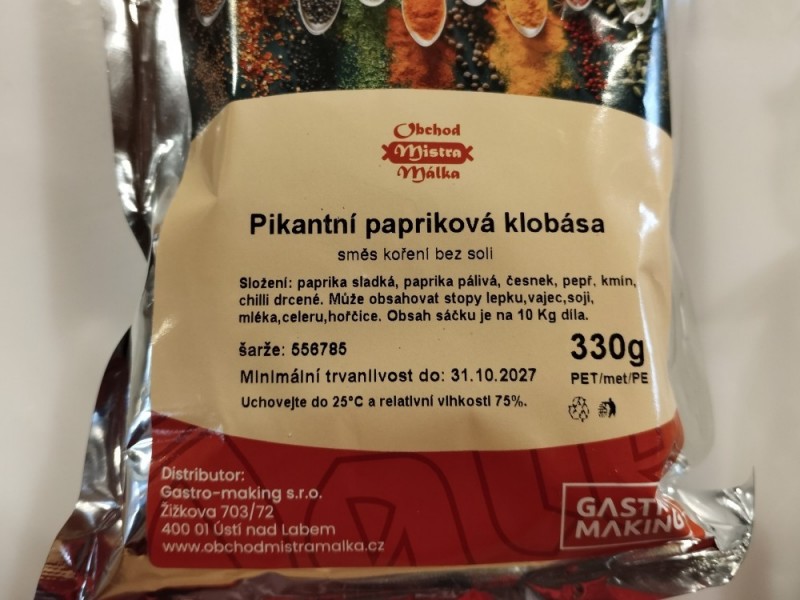 Obchod
Mistra
Málka
Pikantní papriková klobása
směs koření bez soli
Složení: paprika sladká, paprika pálivá, česnek, pepř, kmín,
chilli drcené. Může obsahovat stopy lepku,vajec,soji,
mléka,celeru,hořčice. Obsah sáčku je na 10 Kg díla.
šarže: 556785
330g
Minimální trvanlivost do: 31.10.2027
PET/met/PE
Uchovejte do 25°C a relativní vlhkosti 75%.
Distributor:
Gastro-making s.r.o.
Žižkova 703/72
400 01 Ústí nad Labem
www.obchodmistramalka.cz
GASTRO
MAKING